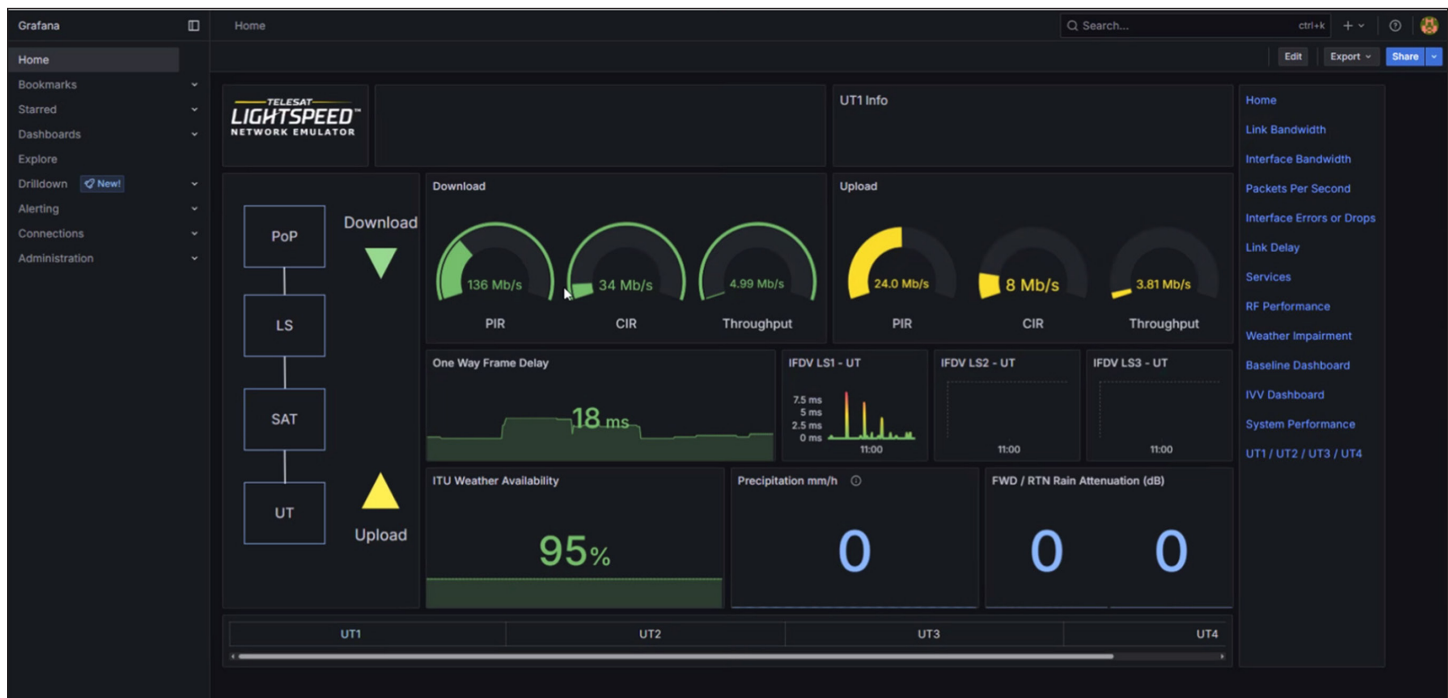 Grafana
Home
Search...
ctrl+k
Edit
Export
Share
Home
Bookmarks
Starred
Dashboards
Explore
Drilldown
New!
Alerting
Connections
Administration
TELESAT
LIGHTSPEED™
NETWORK EMULATOR
UT1 Info
PoP
LS
SAT
UT
Download
Upload
Download
136 Mb/s
34 Mb/s
4.99 Mb/s
PIR
CIR
Throughput
Upload
24.0 Mb/s
8 Mb/s
3.81 Mb/s
PIR
CIR
Throughput
One Way Frame Delay
18 ms
IFDV LS1 - UT
7.5 ms
5 ms
2.5 ms
0 ms
11:00
IFDV LS2 - UT
11:00
IFDV LS3 - UT
11:00
ITU Weather Availability
95%
Precipitation mm/h
0
FWD / RTN Rain Attenuation (dB)
0 0
UT1 UT2 UT3 UT4
Home
Link Bandwidth
Interface Bandwidth
Packets Per Second
Interface Errors or Drops
Link Delay
Services
RF Performance
Weather Impairment
Baseline Dashboard
IVV Dashboard
System Performance
UT1 / UT2 / UT3 / UT4